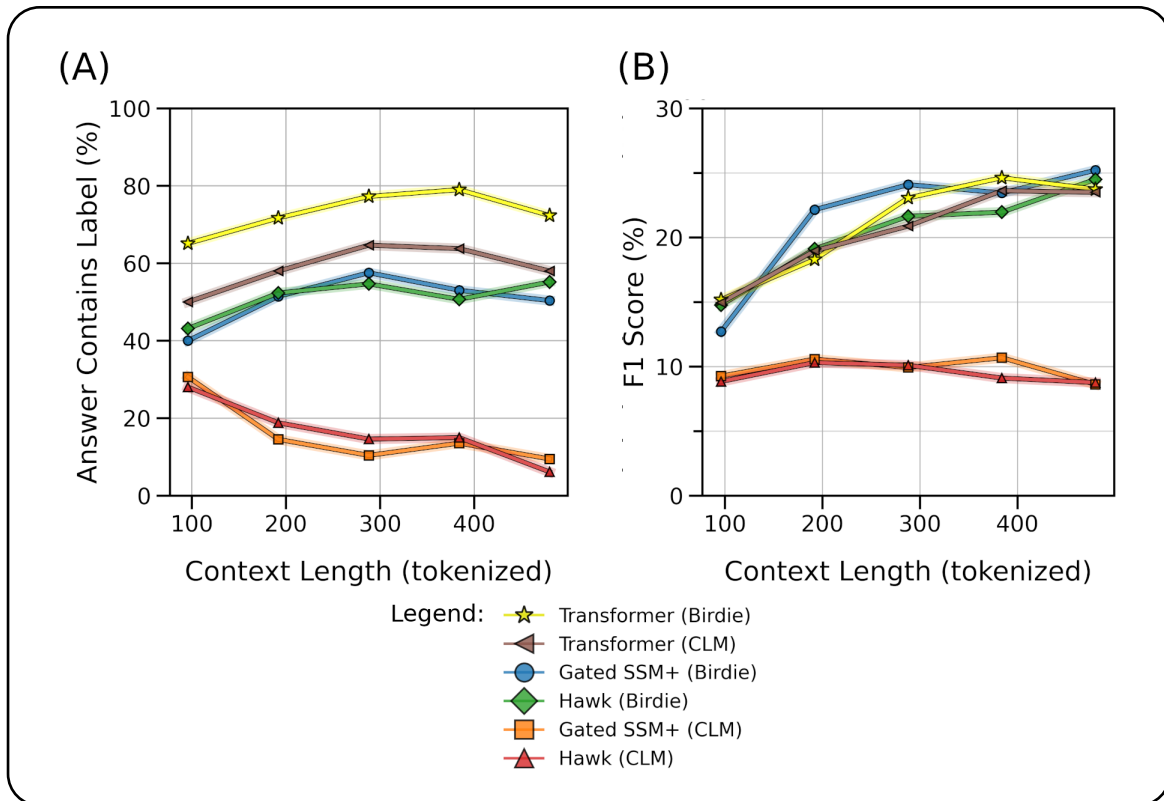 (A)
(B)
Answer Contains Label (%)
100
80
60
40
20
0
100
200
300
400
Context Length (tokenized)
F1 Score (%)
30
20
10
0
100
200
300
400
Context Length (tokenized)
Legend:
Transformer (Birdie)
Transformer (CLM)
Gated SSM+ (Birdie)
Hawk (Birdie)
Gated SSM+ (CLM)
Hawk (CLM)